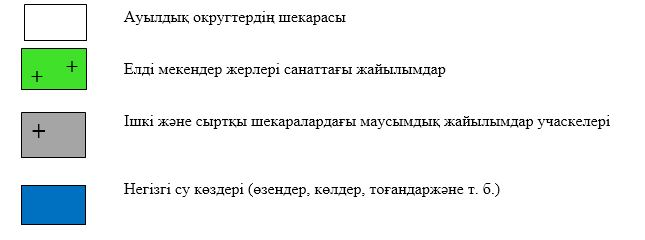 Ауылдық округтердің шекарасы
Елді мекендер жерлері санаттағы жайылымдар
Ішкі және сыртқы шекаралардағы маусымдық жайылымдар учаскелері
Негізгі су көздері (өзендер, көлдер, тоғандаржәне т. б.)